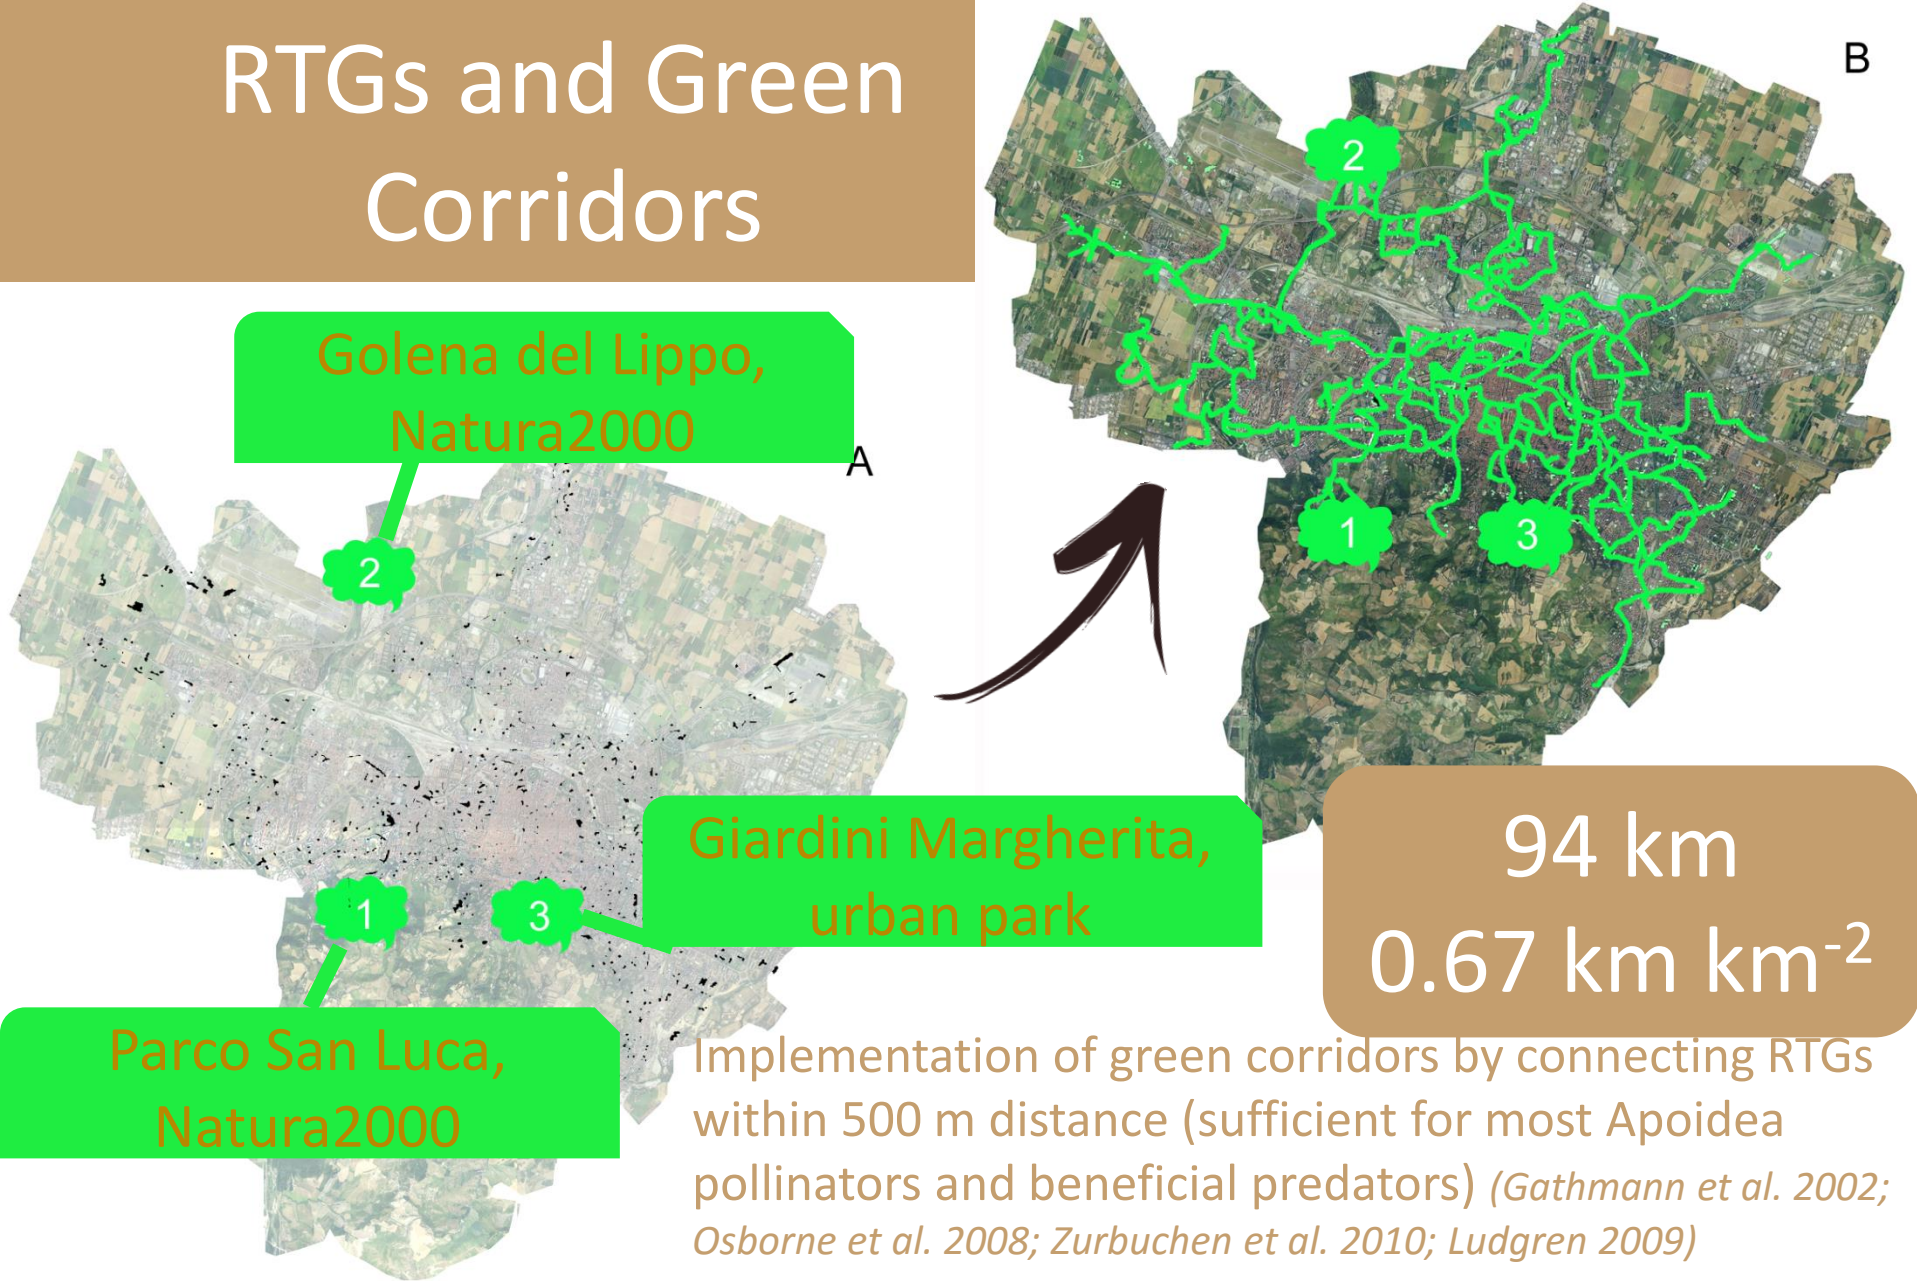 RTGs and Green
Corridors
B
2
1
3
Golena del Lippo,
Natura2000
A
2
1
3
Giardini Margherita,
urban park
Parco San Luca,
Natura2000
94 km
0.67 km km⁻²
Implementation of green corridors by connecting RTGs
within 500 m distance (sufficient for most Apoidea
pollinators and beneficial predators) (Gathmann et al. 2002;
Osborne et al. 2008; Zurbuchen et al. 2010; Ludgren 2009)